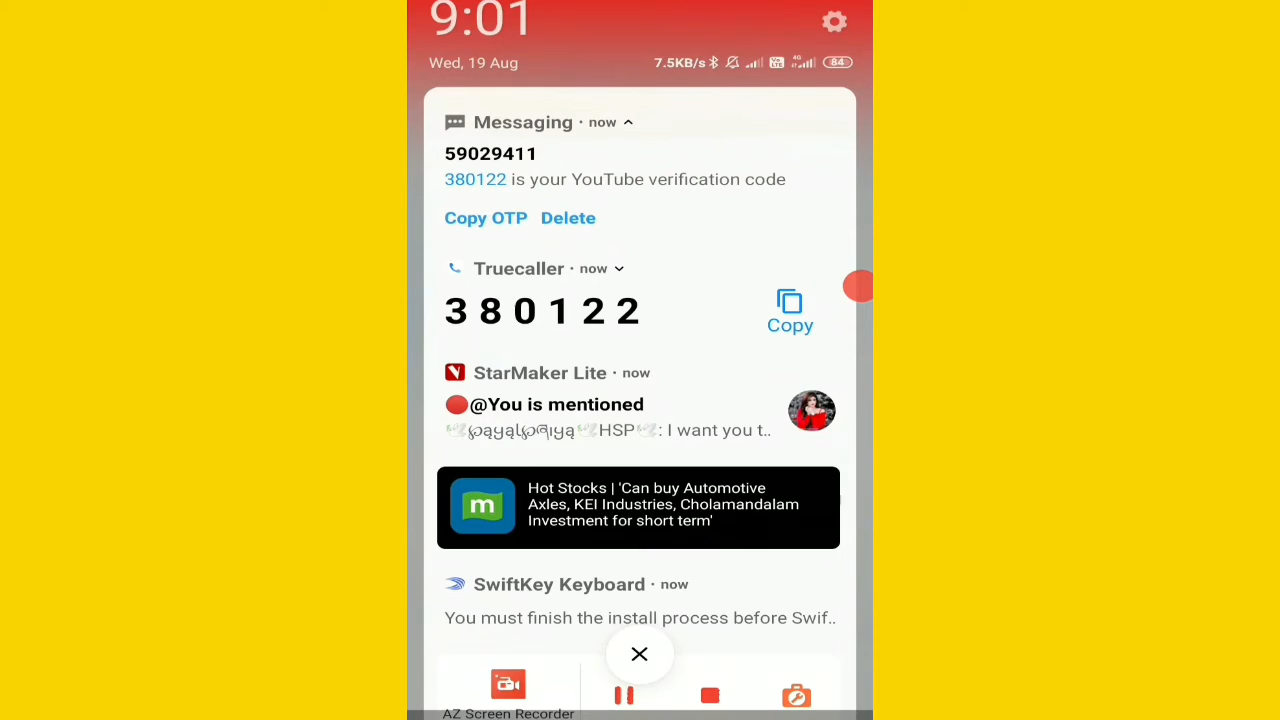 9:01
Wed, 19 Aug
7.5KB/s 4G 84
Messaging · now
59029411
380122 is your YouTube verification code
Copy OTP Delete
Truecaller · now
3 8 0 1 2 2
Copy
StarMaker Lite · now
🔴@You is mentioned
HSP🕊: I want you t..
m
Hot Stocks | 'Can buy Automotive
Axles, KEI Industries, Cholamandalam
Investment for short term'
SwiftKey Keyboard · now
You must finish the install process before Swif..
AZ Screen Recorder